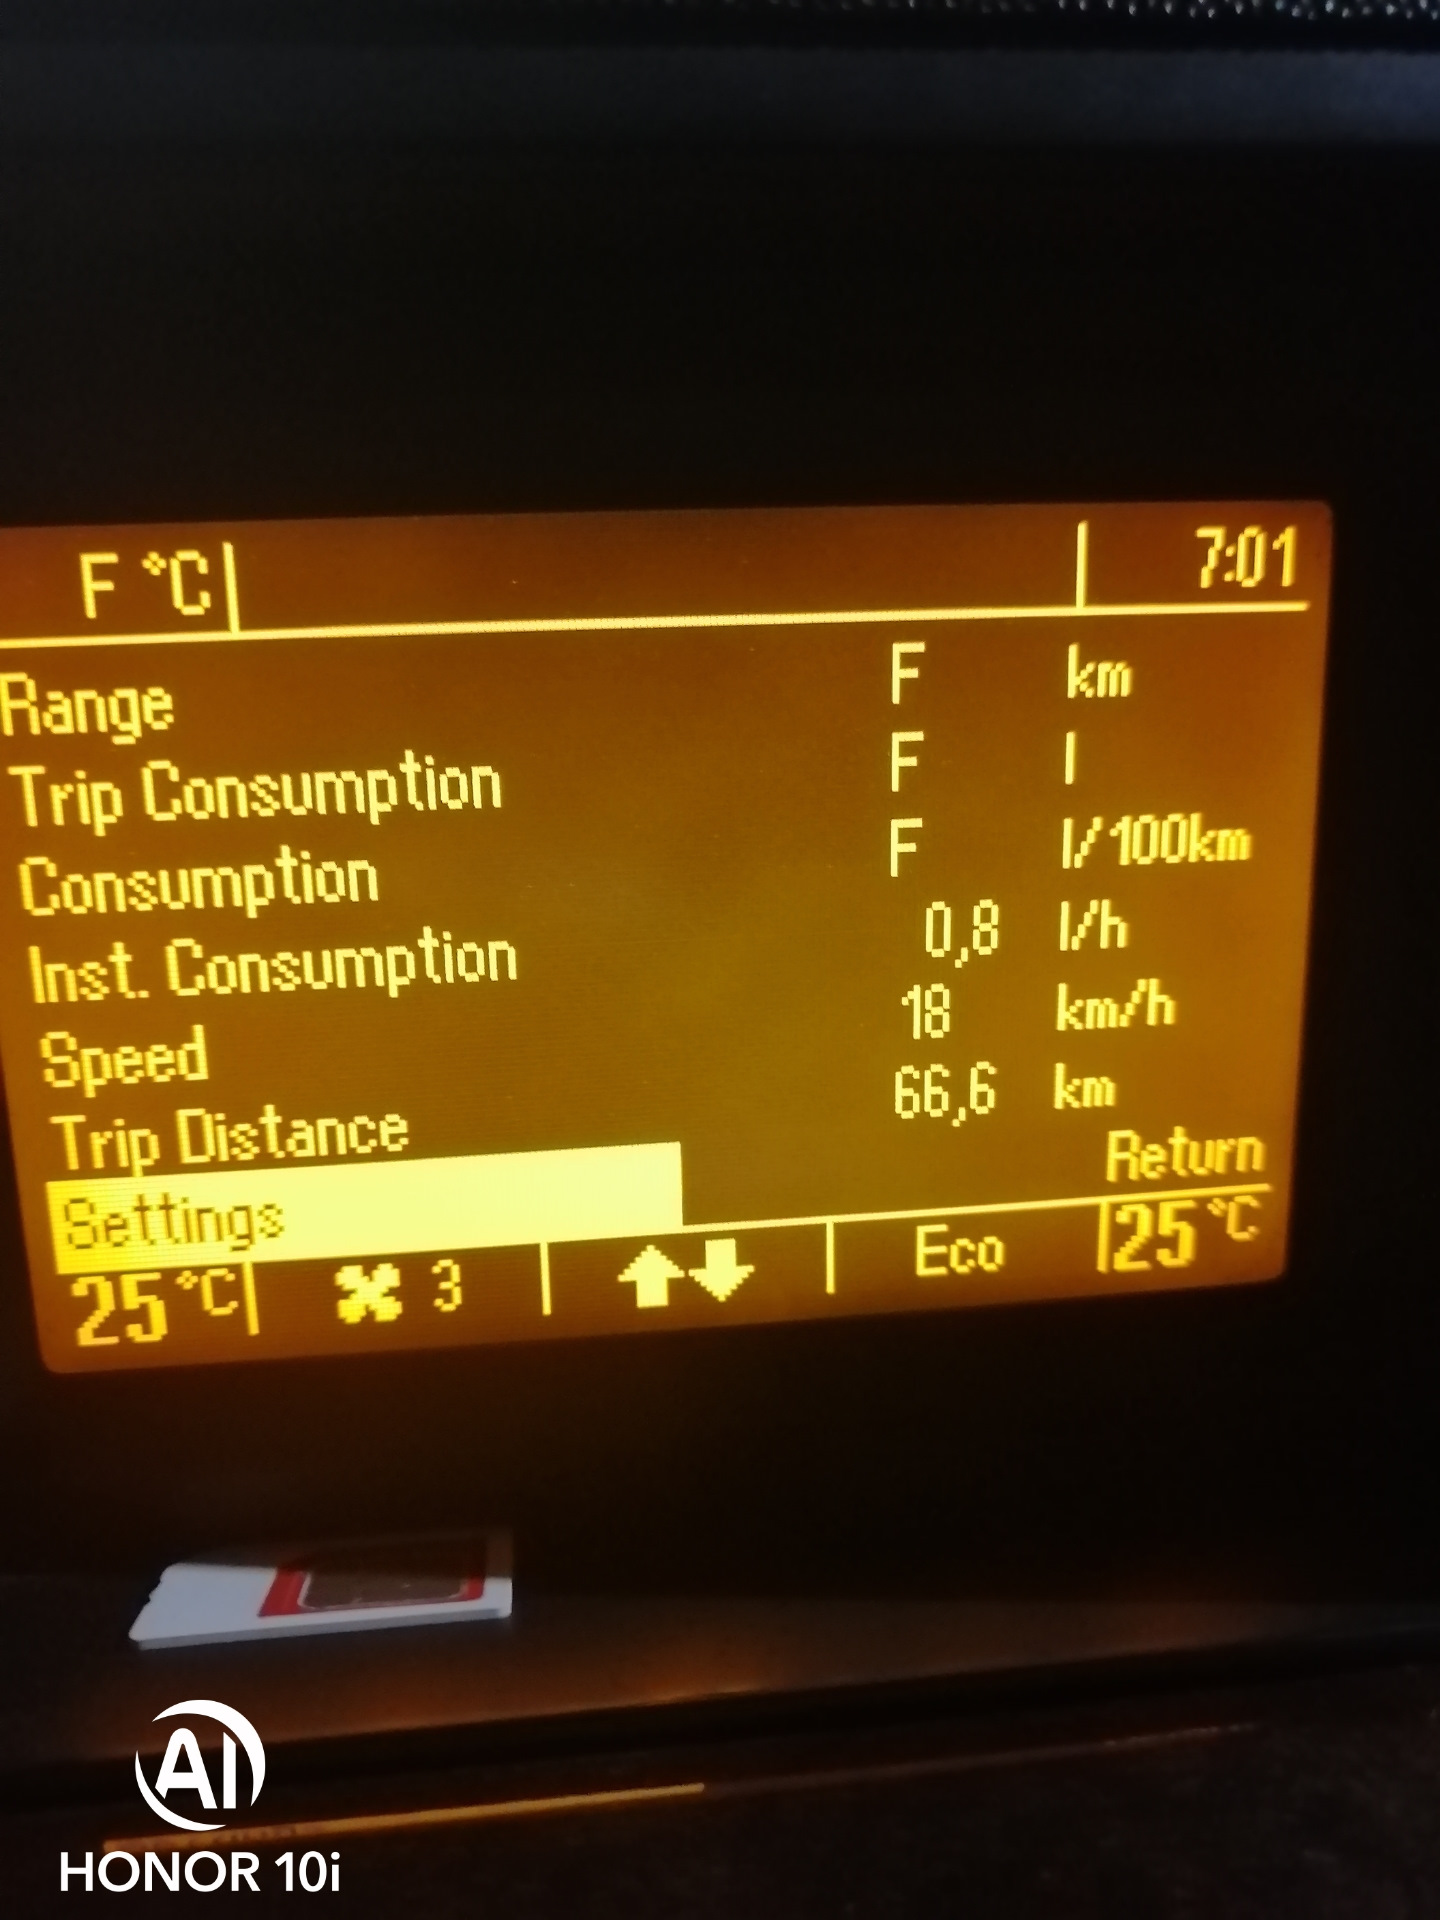 F °C 7:01
Range F km
Trip Consumption F l
Consumption F l/100km
Inst. Consumption 0,8 l/h
Speed 18 km/h
Trip Distance 66,6 km
Settings Return
25 °C 3 Eco 25 °C
AI
HONOR 10i